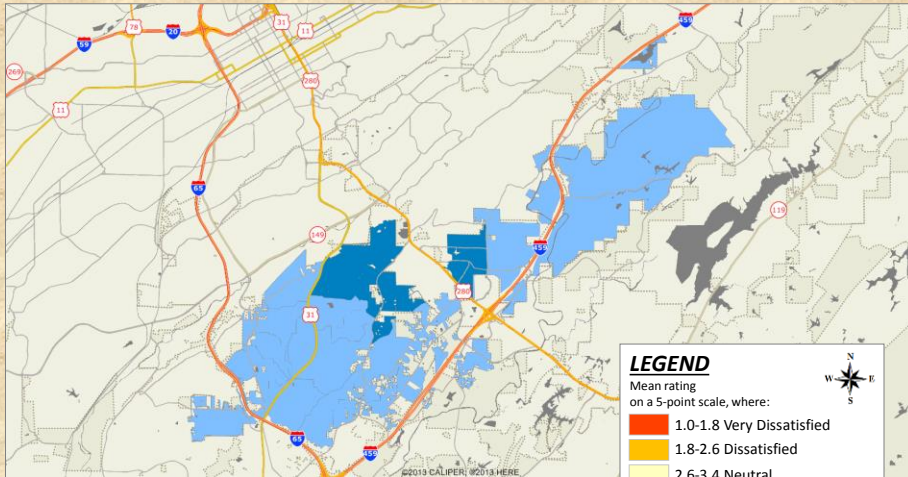 59
78
20
31
11
459
269
280
11
65
119
149
459
280
31
65
459
LEGEND
Mean rating
on a 5-point scale, where:
N
W E
S
1.0-1.8 Very Dissatisfied
1.8-2.6 Dissatisfied
2.6-3.4 Neutral
©2013 CALIPER; ©2013 HERE